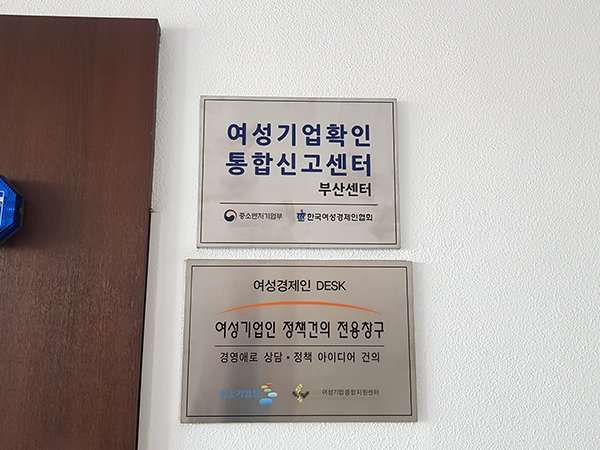 여성기업확인
통합신고센터
부산센터
중소벤처기업부 한국여성경제인협회
여성경제인 DESK
여성기업인 정책건의 전용창구
경영애로 상담·정책 아이디어 건의
중소기업청 여성기업종합지원센터